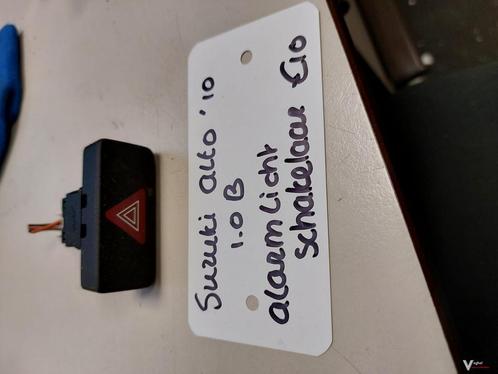 Suzuki alto '10
1.0 B
alarmlicht
schakelaar €10